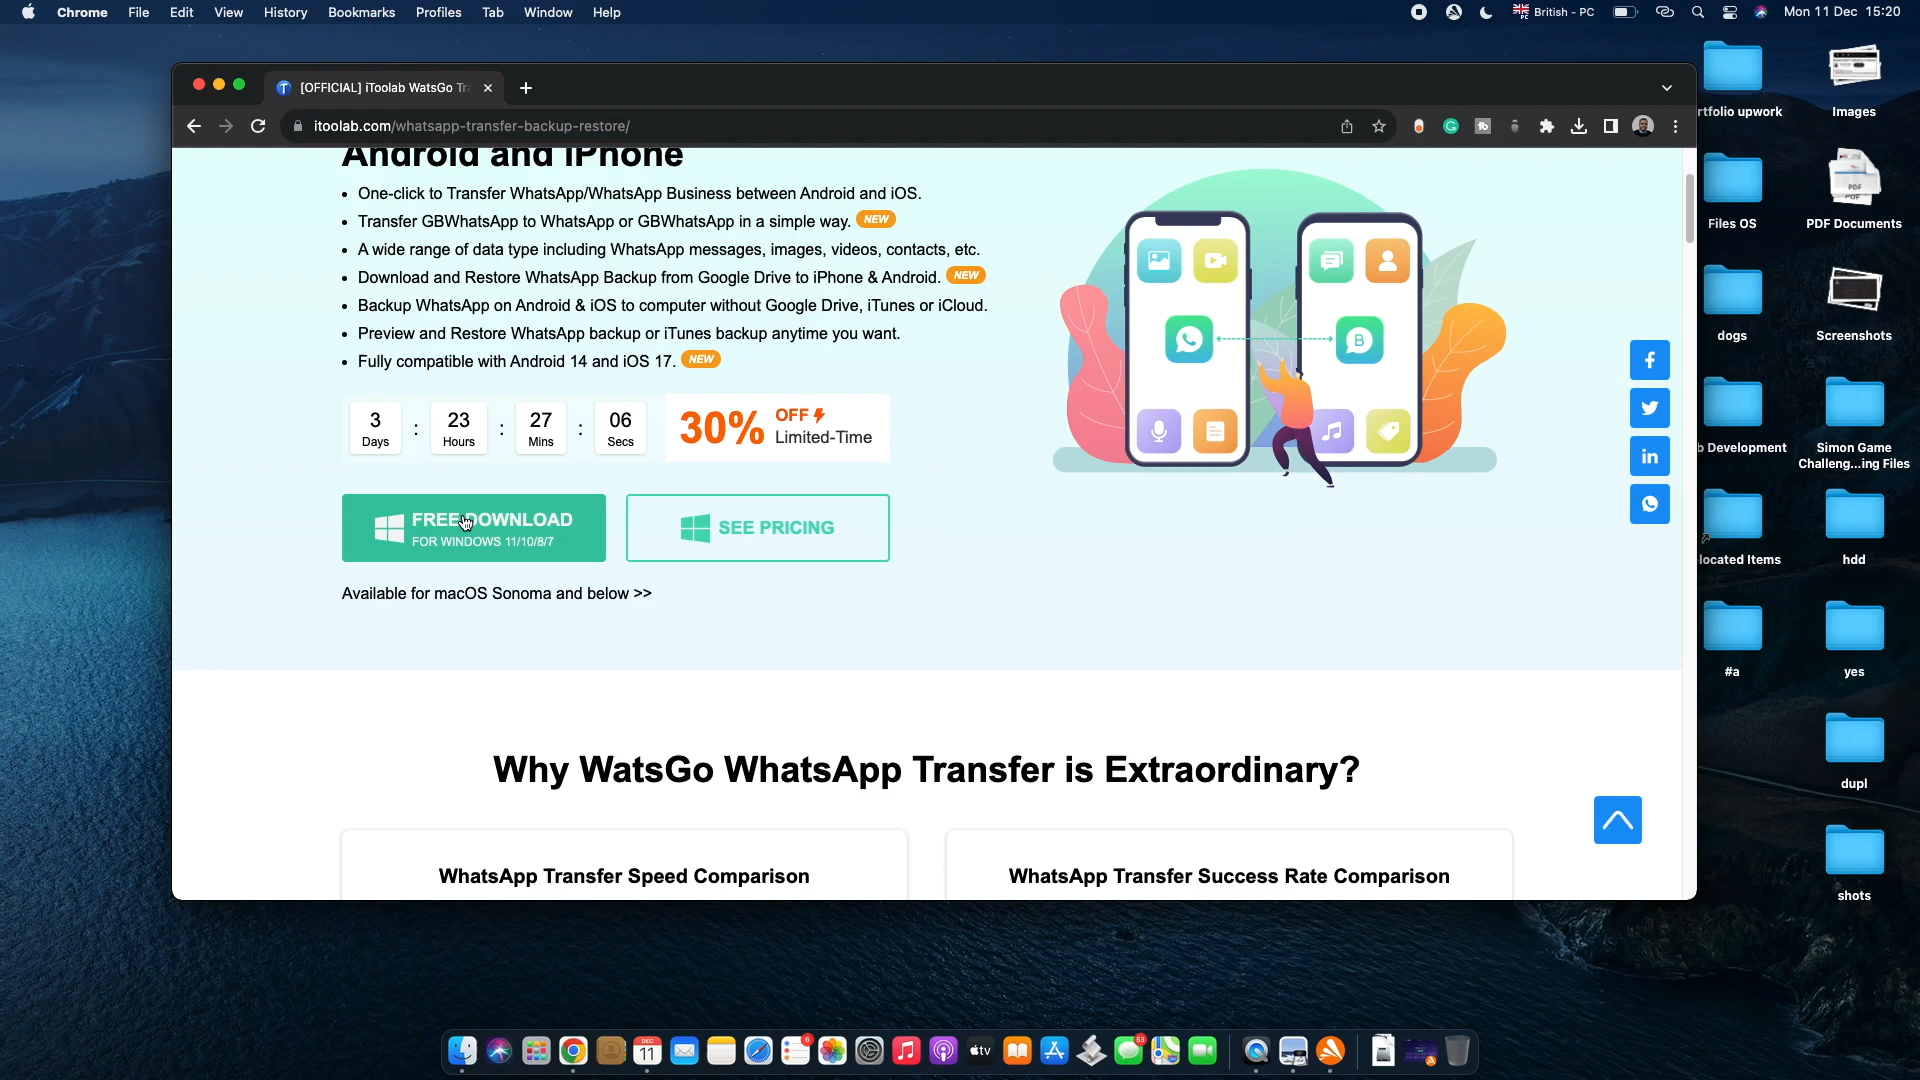 Chrome File Edit View History Bookmarks Profiles Tab Window Help
British - PC Mon 11 Dec 15:20
[OFFICIAL] iToolab WatsGo Tra
itoolab.com/whatsapp-transfer-backup-restore/
Android and iPhone
• One-click to Transfer WhatsApp/WhatsApp Business between Android and iOS.
• Transfer GBWhatsApp to WhatsApp or GBWhatsApp in a simple way. NEW
• A wide range of data type including WhatsApp messages, images, videos, contacts, etc.
• Download and Restore WhatsApp Backup from Google Drive to iPhone & Android. NEW
• Backup WhatsApp on Android & iOS to computer without Google Drive, iTunes or iCloud.
• Preview and Restore WhatsApp backup or iTunes backup anytime you want.
• Fully compatible with Android 14 and iOS 17. NEW
3 : 23 : 27 : 06
Days Hours Mins Secs
30% OFF
Limited-Time
FREE DOWNLOAD
FOR WINDOWS 11/10/8/7
SEE PRICING
Available for macOS Sonoma and below >>
B
Why WatsGo WhatsApp Transfer is Extraordinary?
WhatsApp Transfer Speed Comparison
WhatsApp Transfer Success Rate Comparison
rtfolio upwork
Images
Files OS
PDF
PDF Documents
dogs
Screenshots
b Development
Simon Game
Challeng...ing Files
located Items
hdd
#a
yes
dupl
shots
DEC
11
6
tv
63